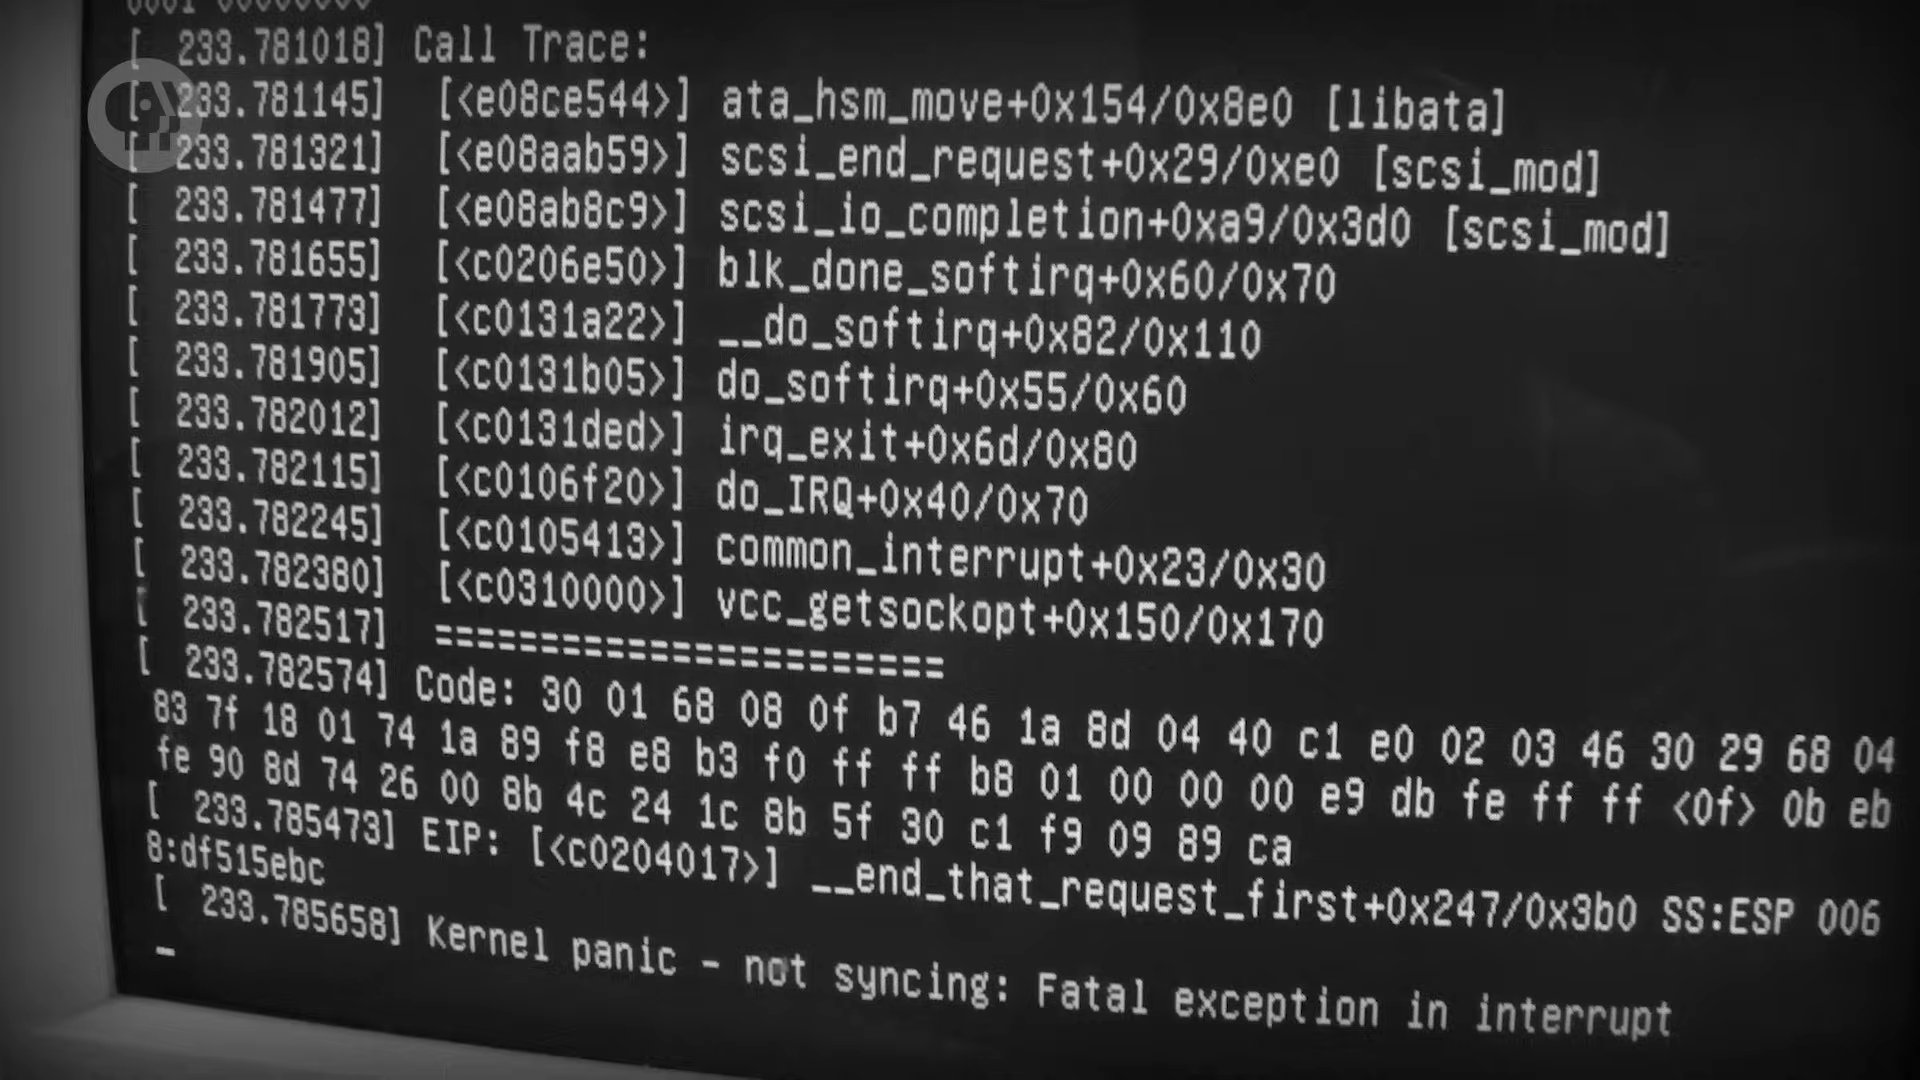 0001 00000000
[  233.781018] Call Trace:
[  233.781145]  [<e08ce544>] ata_hsm_move+0x154/0x8e0 [libata]
[  233.781321]  [<e08aab59>] scsi_end_request+0x29/0xe0 [scsi_mod]
[  233.781477]  [<e08ab8c9>] scsi_io_completion+0xa9/0x3d0 [scsi_mod]
[  233.781655]  [<c0206e50>] blk_done_softirq+0x60/0x70
[  233.781773]  [<c0131a22>] __do_softirq+0x82/0x110
[  233.781905]  [<c0131b05>] do_softirq+0x55/0x60
[  233.782012]  [<c0131ded>] irq_exit+0x6d/0x80
[  233.782115]  [<c0106f20>] do_IRQ+0x40/0x70
[  233.782245]  [<c0105413>] common_interrupt+0x23/0x30
[  233.782380]  [<c0310000>] vcc_getsockopt+0x150/0x170
[  233.782517]  =======================
[  233.782574] Code: 30 01 68 08 0f b7 46 1a 8d 04 40 c1 e0 02 03 46 30 29 68 04
83 7f 18 01 74 1a 89 f8 e8 b3 f0 ff ff b8 01 00 00 00 e9 db fe ff ff <0f> 0b eb
fe 90 8d 74 26 00 8b 4c 24 1c 8b 5f 30 c1 f9 09 89 ca
[  233.785473] EIP: [<c0204017>] __end_that_request_first+0x247/0x3b0 SS:ESP 006
8:df515ebc
[  233.785658] Kernel panic - not syncing: Fatal exception in interrupt
_